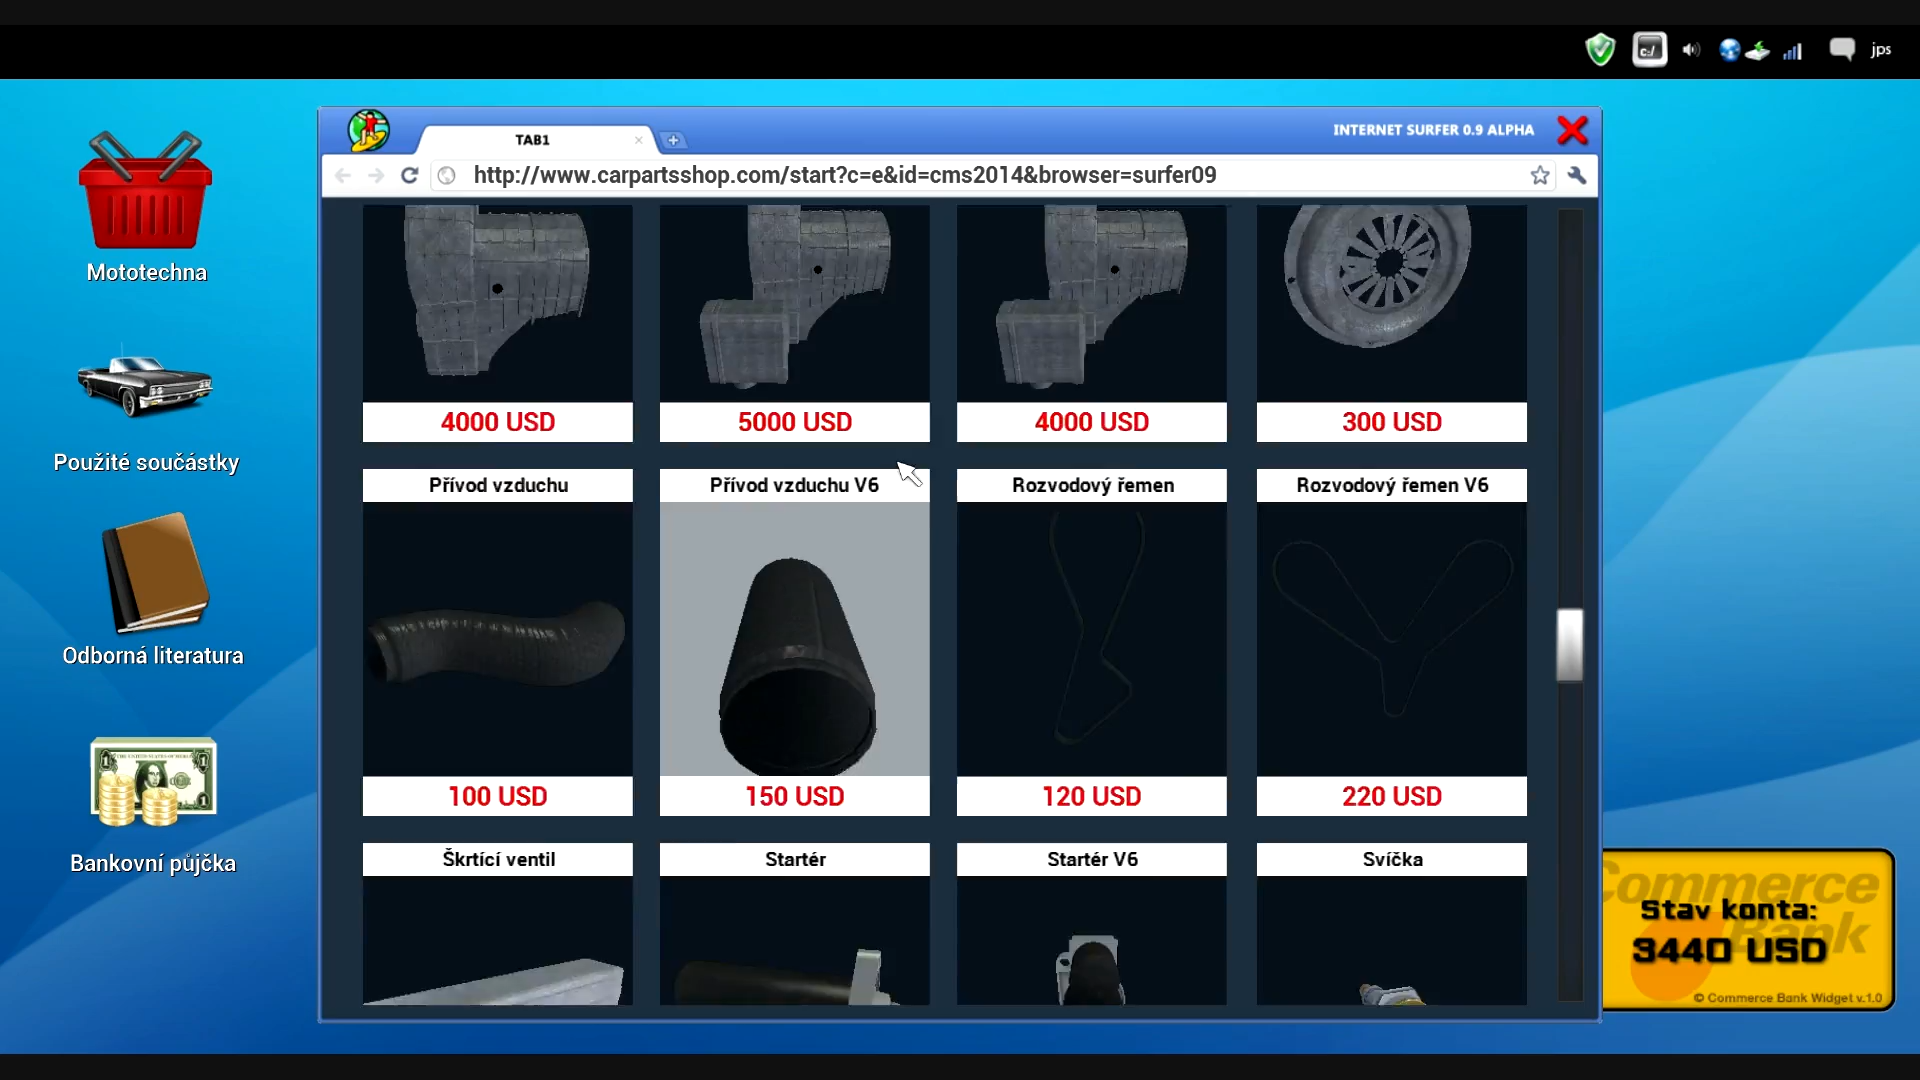 jps
TAB1
INTERNET SURFER 0.9 ALPHA
http://www.carpartsshop.com/start?c=e&id=cms2014&browser=surfer09
Mototechna
Použité součástky
Odborná literatura
Bankovní půjčka
4000 USD
5000 USD
4000 USD
300 USD
Přívod vzduchu
Přívod vzduchu V6
Rozvodový řemen
Rozvodový řemen V6
100 USD
150 USD
120 USD
220 USD
Škrtící ventil
Startér
Startér V6
Svíčka
Commerce
Bank
Stav konta:
3440 USD
© Commerce Bank Widget v.1.0